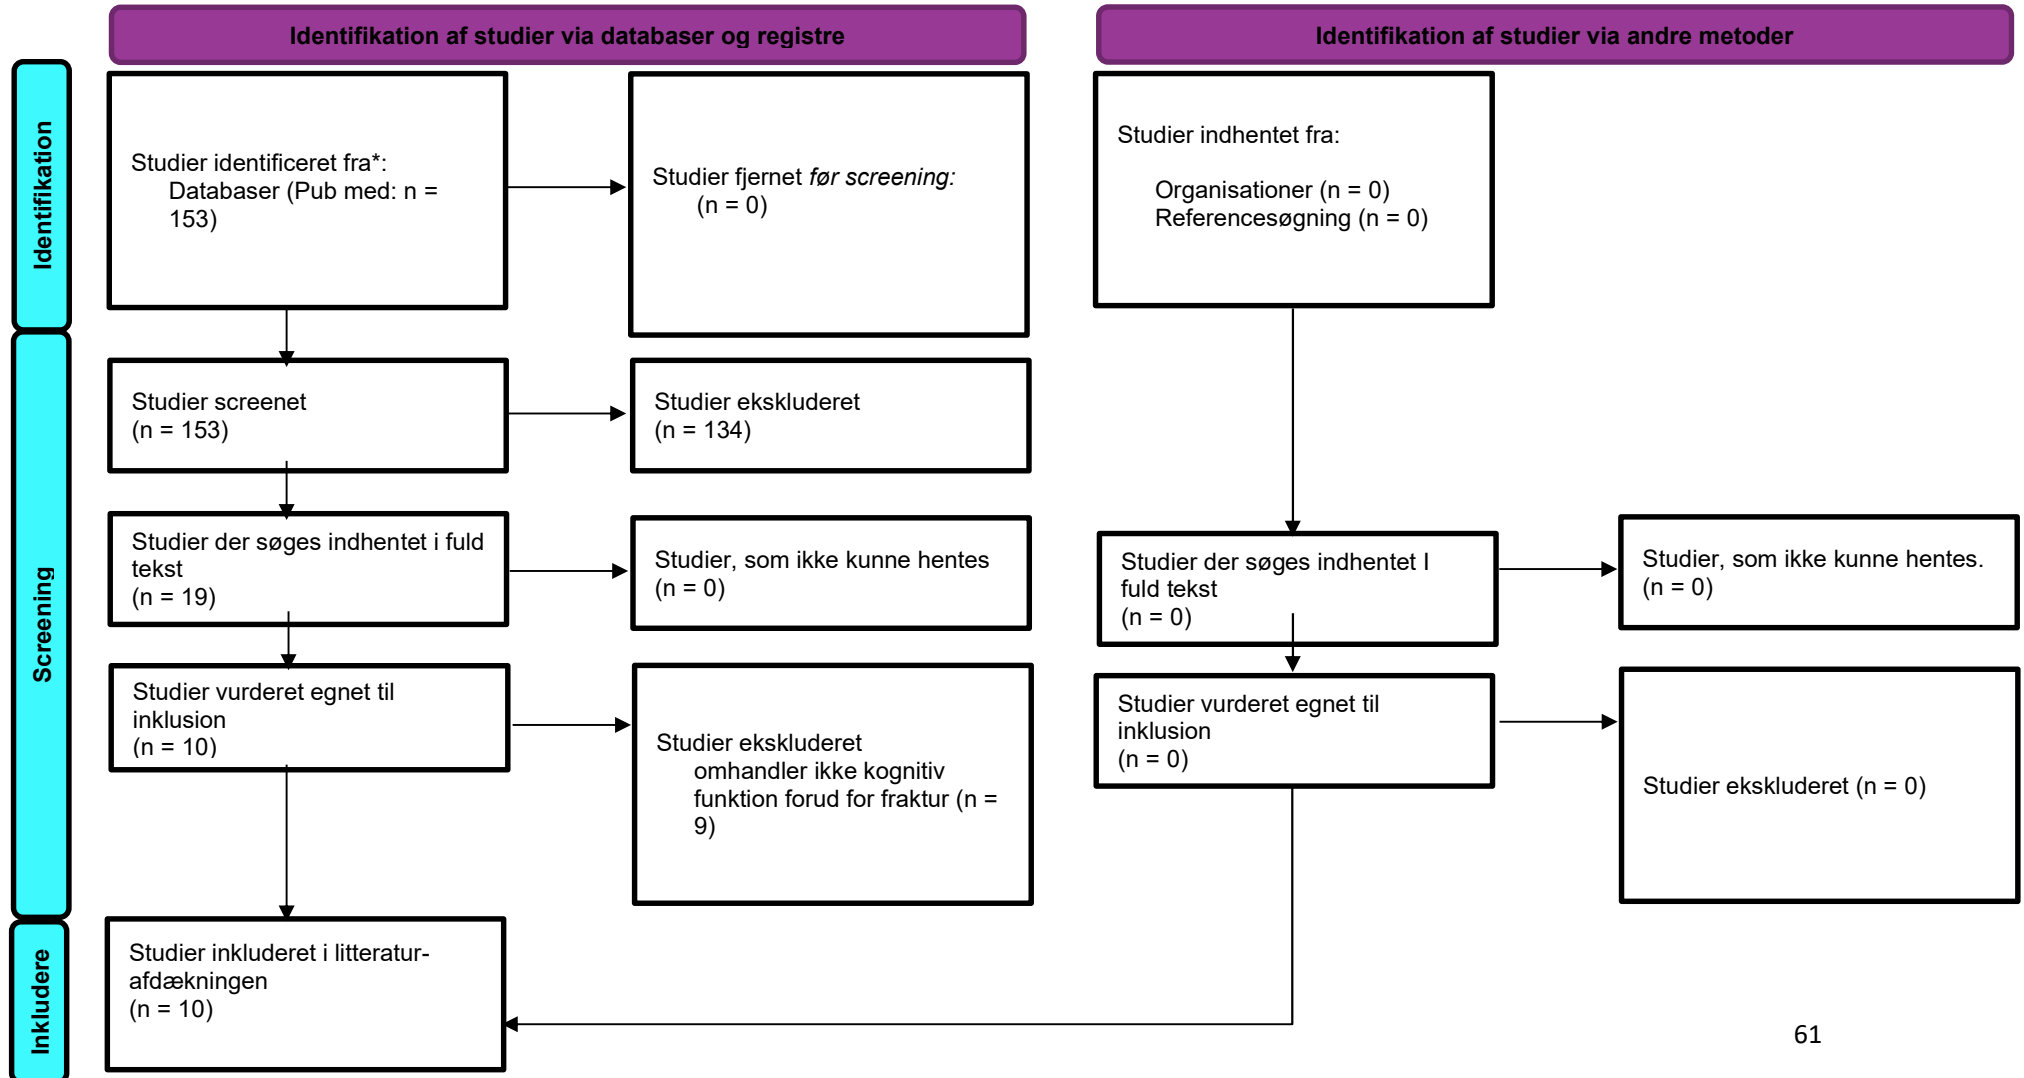 Identifikation af studier via databaser og registre
Identifikation af studier via andre metoder
Identifikation
Studier identificeret fra*:
Databaser (Pub med: n =
153)
Studier fjernet før screening:
(n = 0)
Studier indhentet fra:
Organisationer (n = 0)
Referencesøgning (n = 0)
Screening
Studier screenet
(n = 153)
Studier ekskluderet
(n = 134)
Studier der søges indhentet i fuld
tekst
(n = 19)
Studier, som ikke kunne hentes
(n = 0)
Studier der søges indhentet I
fuld tekst
(n = 0)
Studier, som ikke kunne hentes.
(n = 0)
Studier vurderet egnet til
inklusion
(n = 10)
Studier ekskluderet
omhandler ikke kognitiv
funktion forud for fraktur (n =
9)
Studier vurderet egnet til
inklusion
(n = 0)
Studier ekskluderet (n = 0)
Inkludere
Studier inkluderet i litteratur-
afdækningen
(n = 10)
61